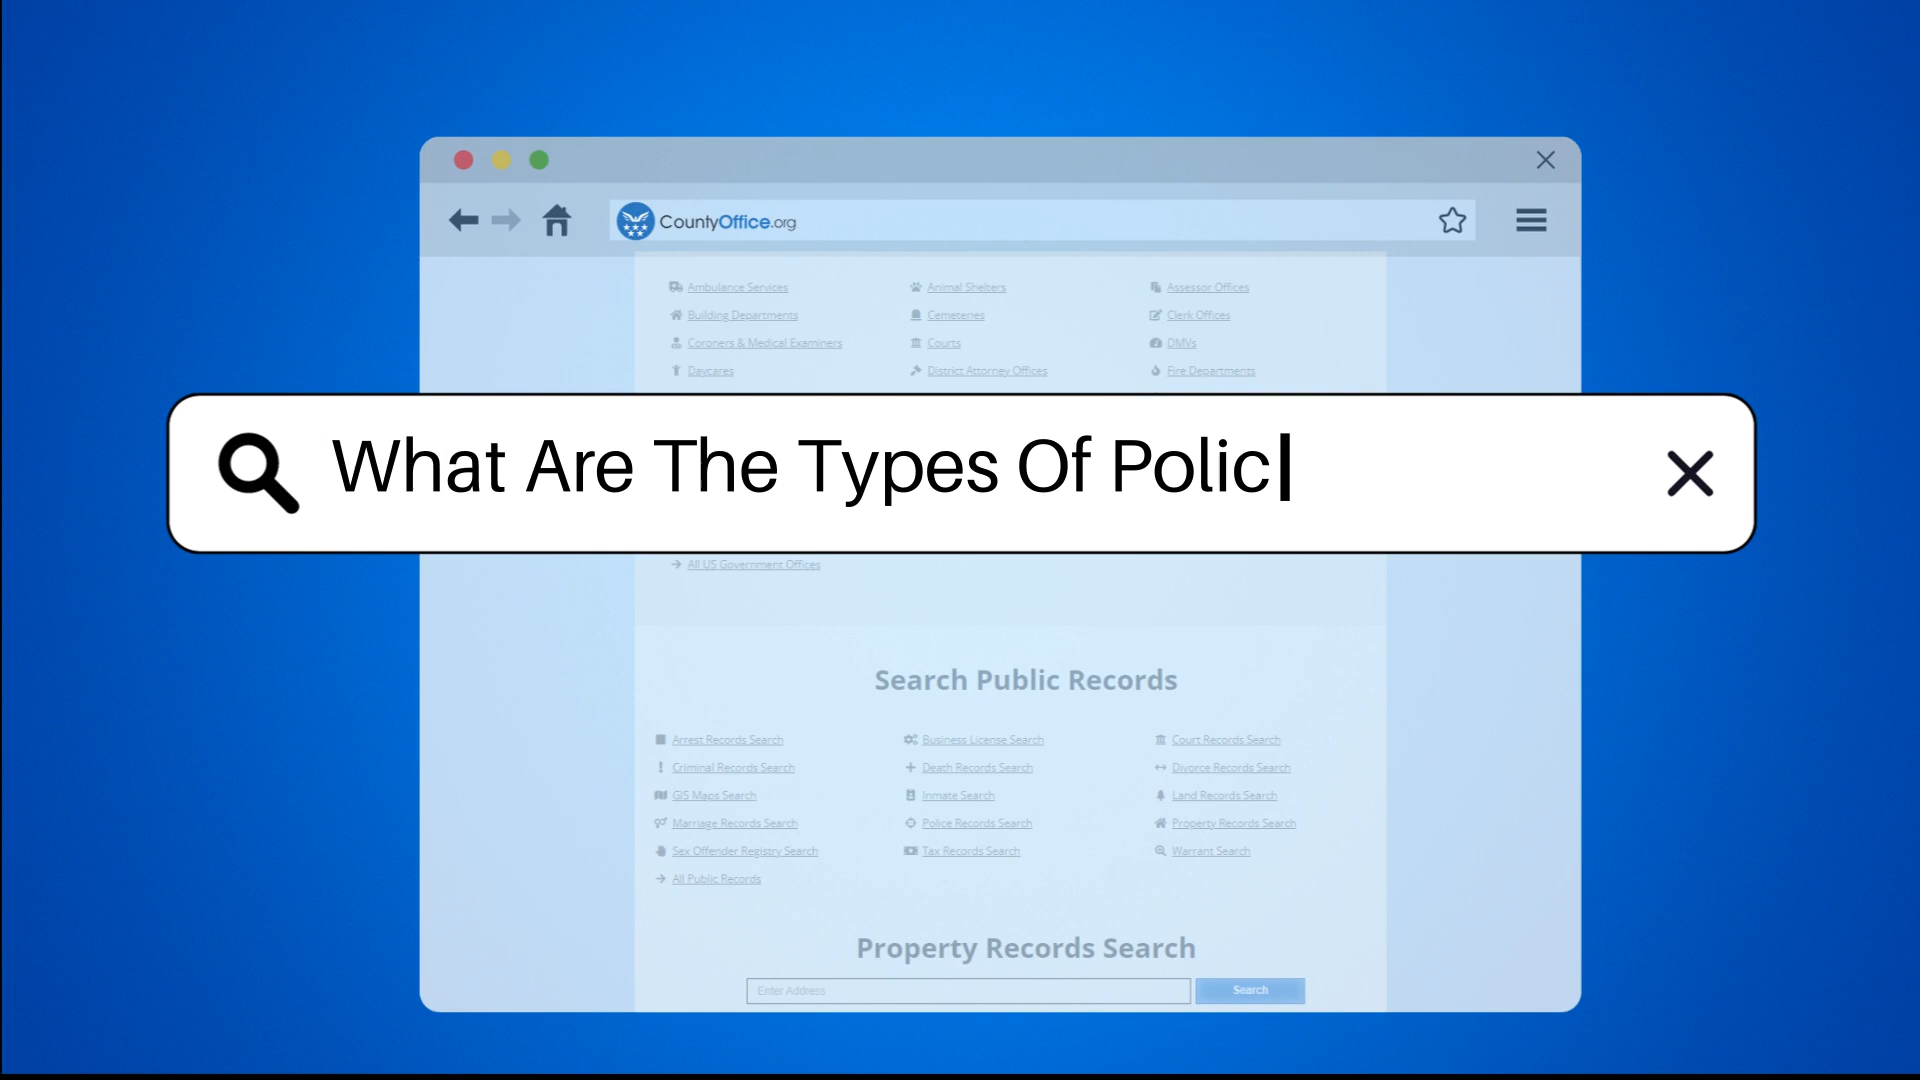 CountyOffice.org
Ambulance Services Animal Shelters Assessor Offices
Building Departments Cemeteries Clerk Offices
Coroners & Medical Examiners Courts DMVs
Daycares District Attorney Offices Fire Departments
What Are The Types Of Polic
All US Government Offices
Search Public Records
Arrest Records Search Business License Search Court Records Search
Criminal Records Search Death Records Search Divorce Records Search
GIS Maps Search Inmate Search Land Records Search
Marriage Records Search Police Records Search Property Records Search
Sex Offender Registry Search Tax Records Search Warrant Search
All Public Records
Property Records Search
Enter Address Search